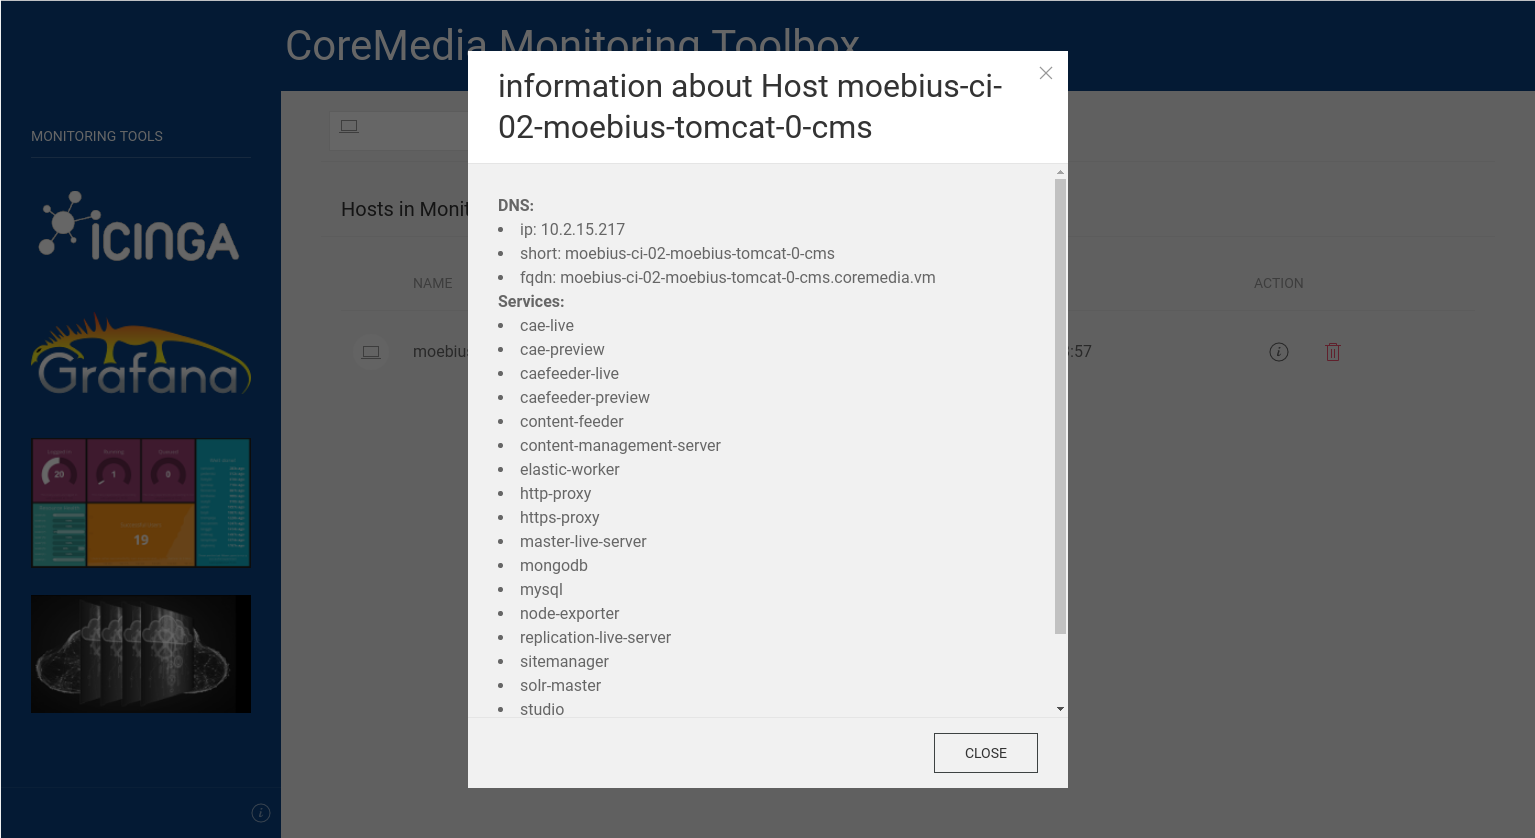 CoreMedia Monitoring Toolbox
information about Host moebius-ci-
02-moebius-tomcat-0-cms
MONITORING TOOLS
ICINGA
Grafana
20
1
0
19
Hosts in Monit
NAME
ACTION
moebius
:57
DNS:
ip: 10.2.15.217
short: moebius-ci-02-moebius-tomcat-0-cms
fqdn: moebius-ci-02-moebius-tomcat-0-cms.coremedia.vm
Services:
cae-live
cae-preview
caefeeder-live
caefeeder-preview
content-feeder
content-management-server
elastic-worker
http-proxy
https-proxy
master-live-server
mongodb
mysql
node-exporter
replication-live-server
sitemanager
solr-master
studio
CLOSE